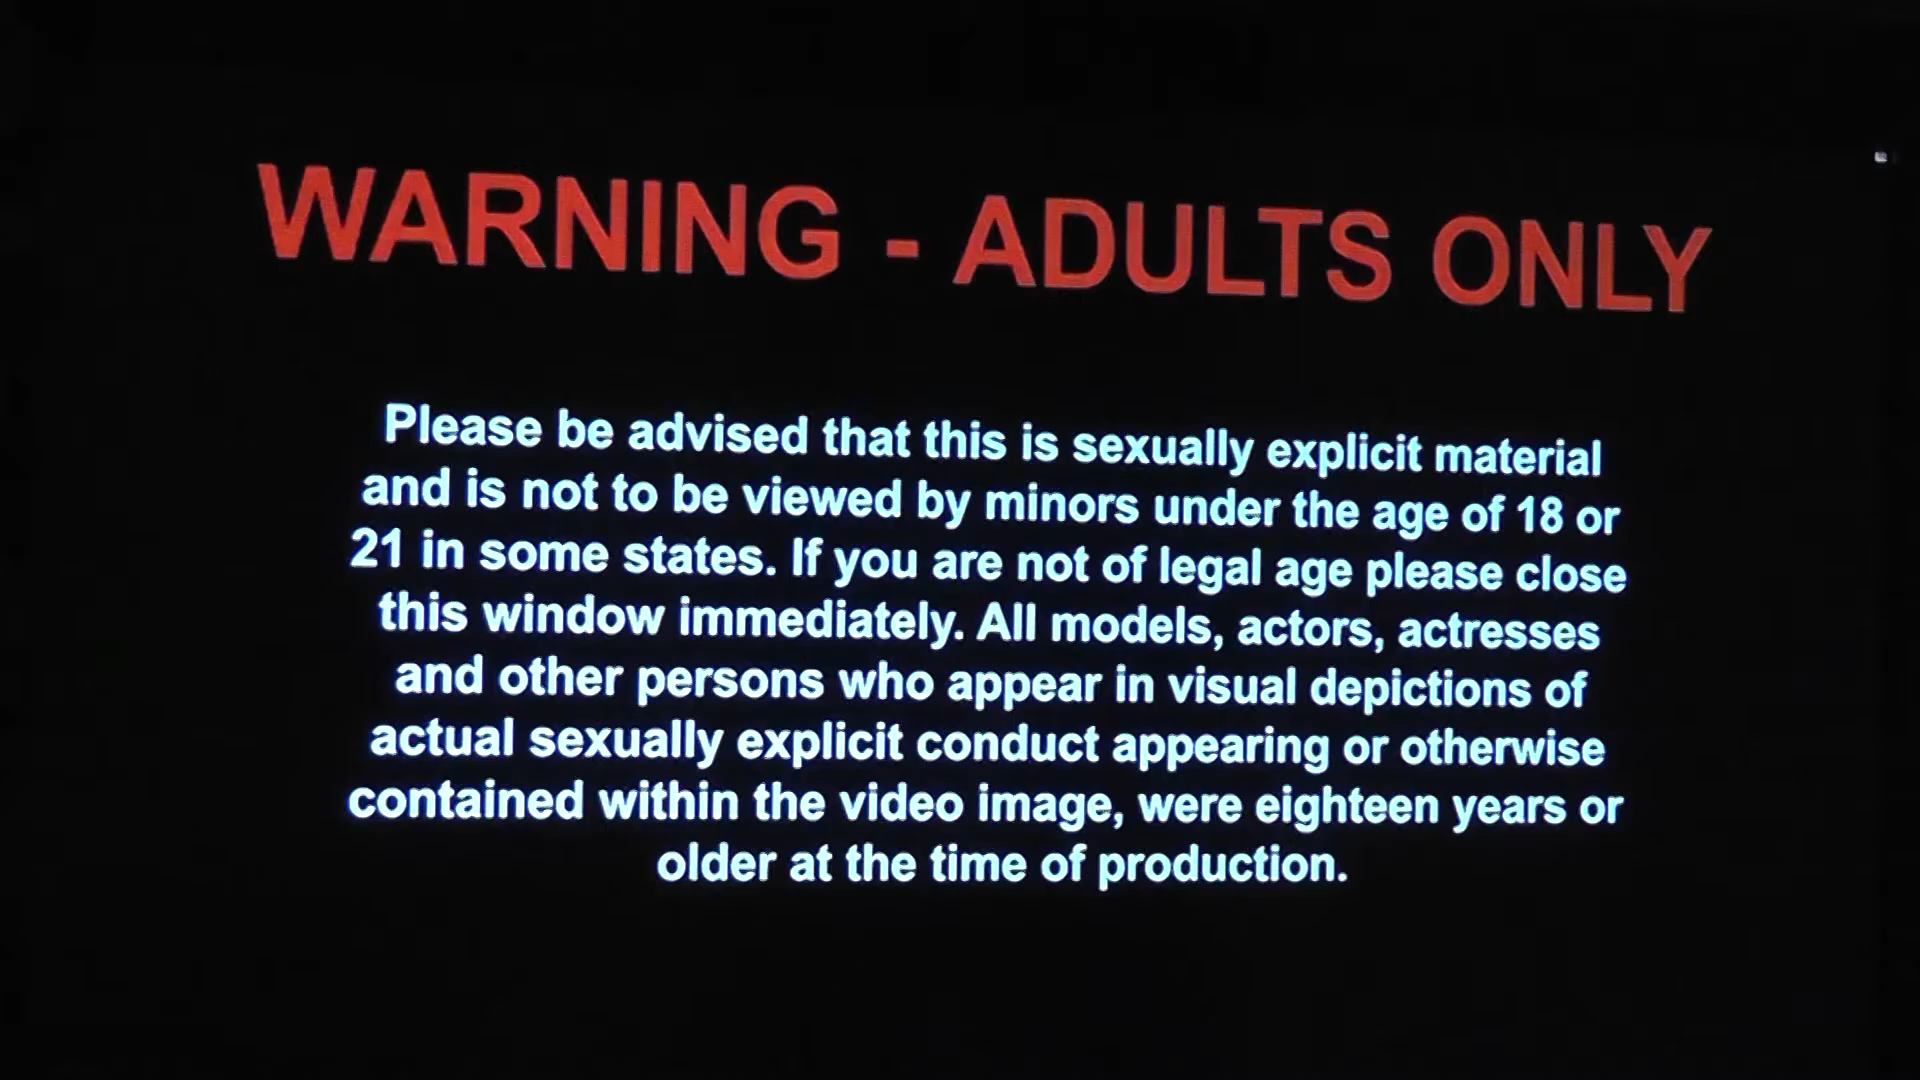 WARNING - ADULTS ONLY
Please be advised that this is sexually explicit material
and is not to be viewed by minors under the age of 18 or
21 in some states. If you are not of legal age please close
this window immediately. All models, actors, actresses
and other persons who appear in visual depictions of
actual sexually explicit conduct appearing or otherwise
contained within the video image, were eighteen years or
older at the time of production.